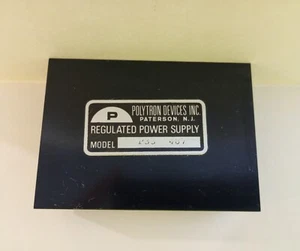 P
POLYTRON DEVICES INC.
PATERSON, N.J.
REGULATED POWER SUPPLY
MODEL